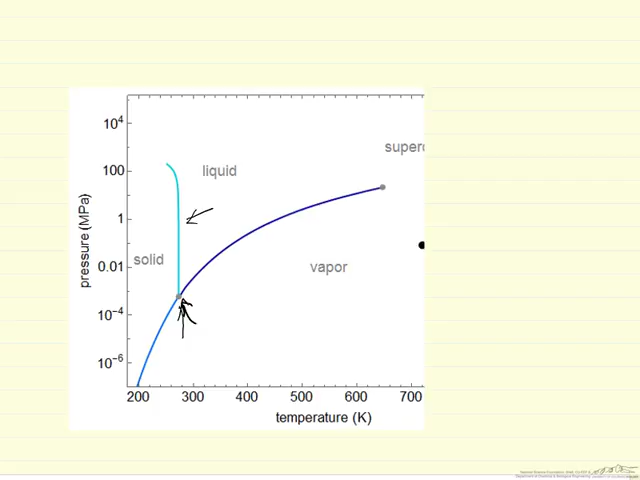 10⁴
100
1
0.01
10⁻⁴
10⁻⁶
pressure (MPa)
liquid
solid
vapor
200 300 400 500 600 700
temperature (K)